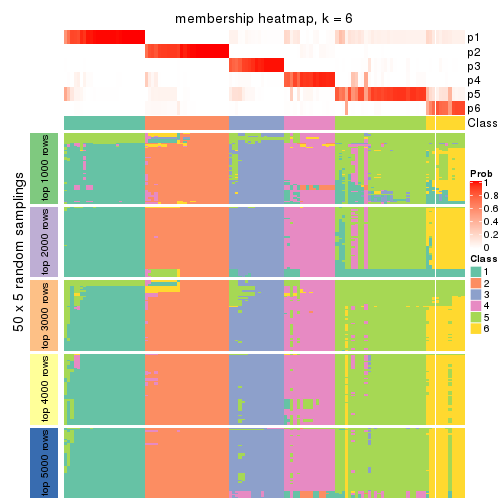 membership heatmap, k = 6
p1
p2
p3
p4
p5
p6
Class
50 x 5 random samplings
top 1000 rows
top 2000 rows
top 3000 rows
top 4000 rows
top 5000 rows
Prob
1
0.8
0.6
0.4
0.2
0
Class
1
2
3
4
5
6